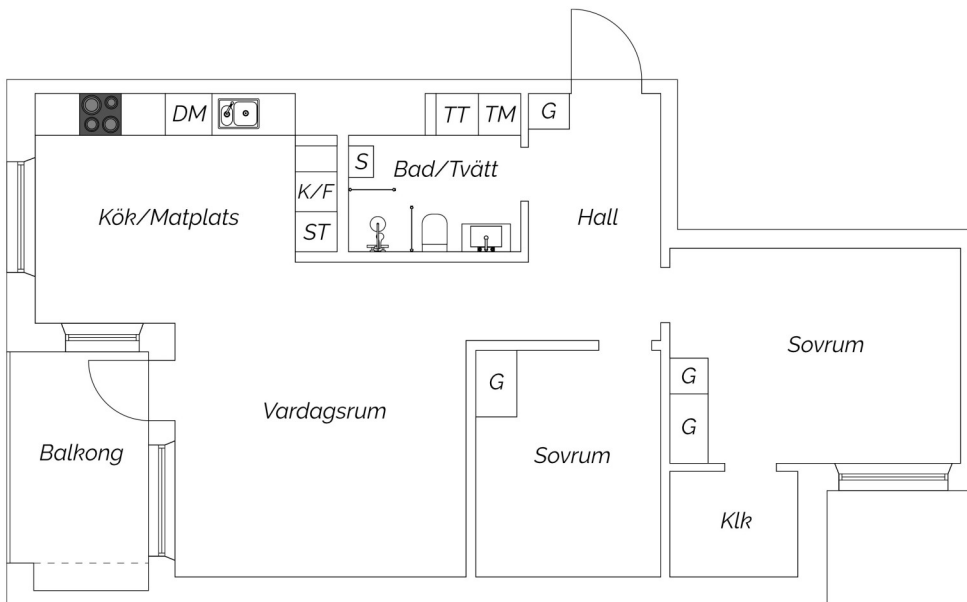 DM
TT
TM
G
S
Bad/Tvätt
K/F
Kök/Matplats
Hall
ST
Sovrum
G
G
Vardagsrum
G
Balkong
Sovrum
Klk